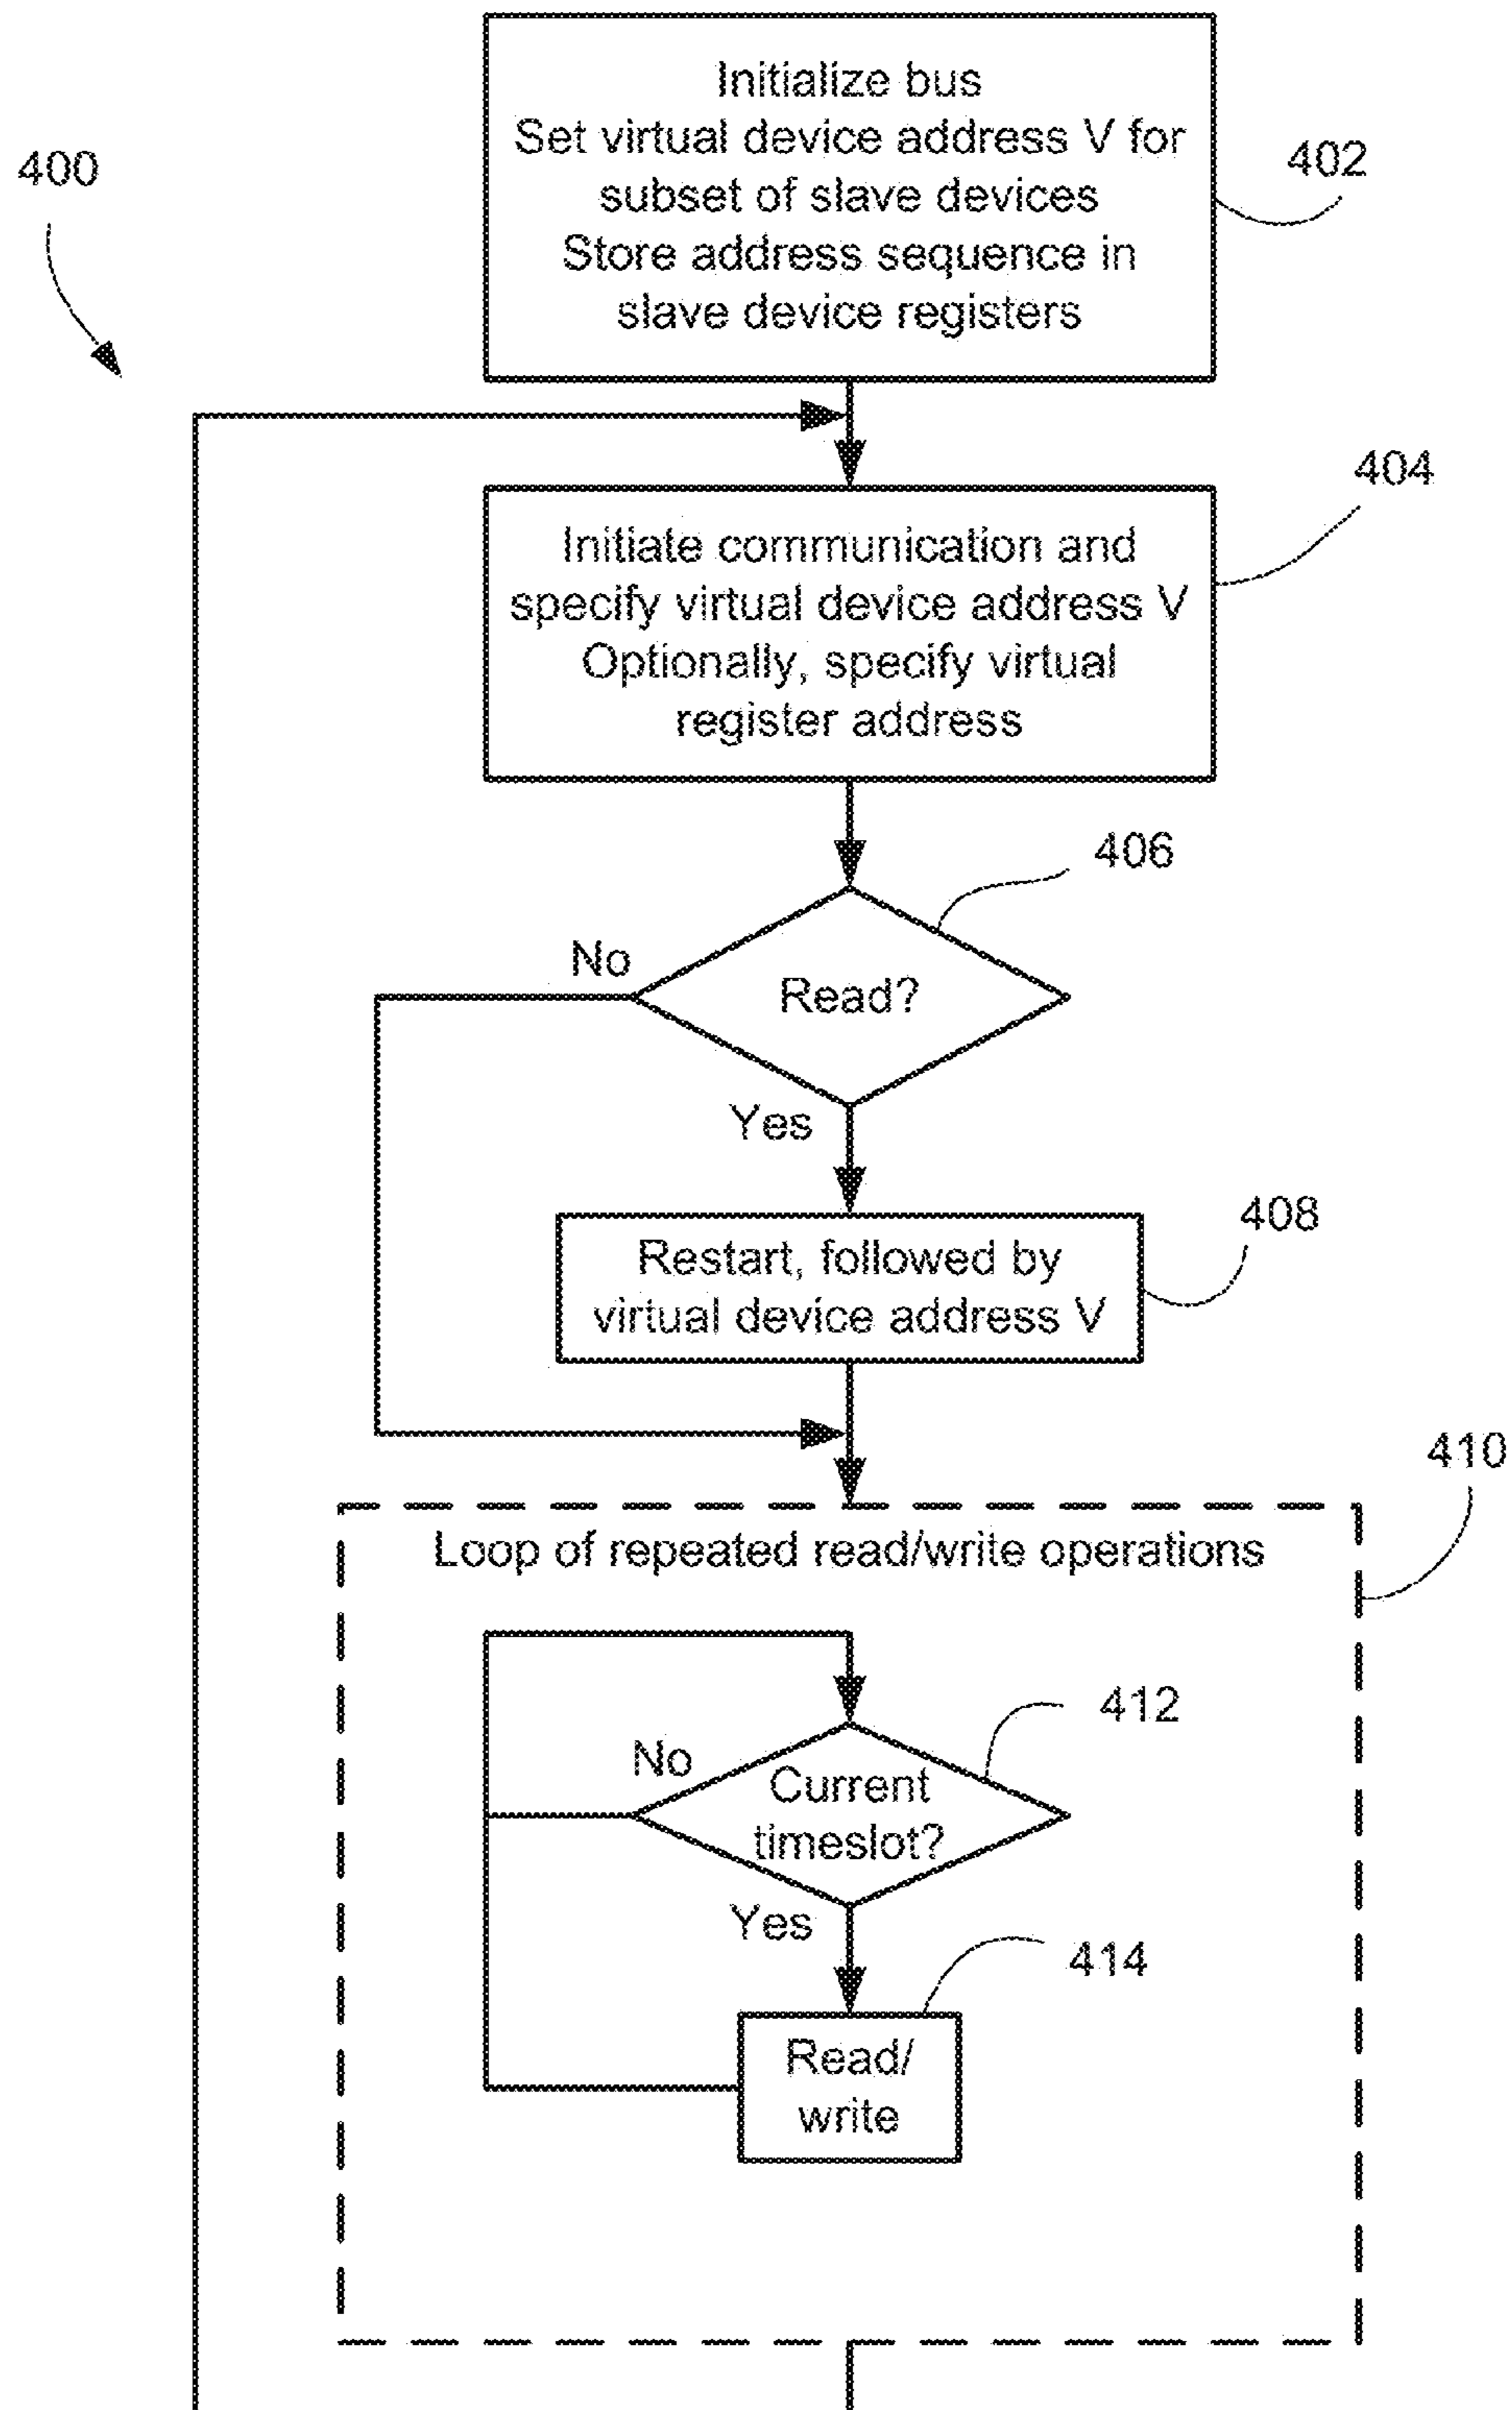 400
Initialize bus
Set virtual device address V for
subset of slave devices
Store address sequence in
slave device registers
402
Initiate communication and
specify virtual device address V
Optionally, specify virtual
register address
404
406
No
Read?
Yes
Restart, followed by
virtual device address V
408
410
Loop of repeated read/write operations
412
No
Current
timeslot?
Yes
414
Read/
write